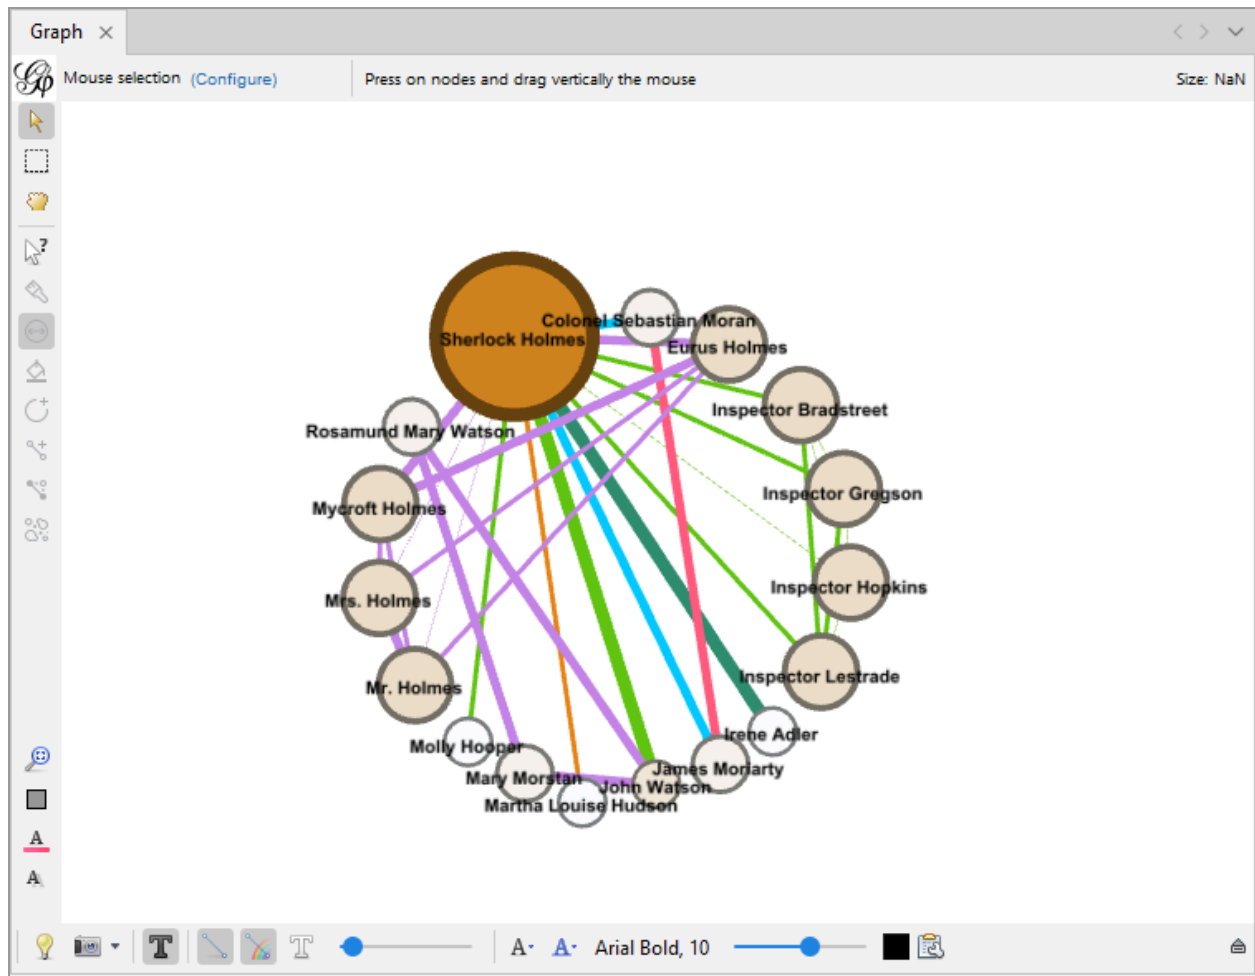 Graph
Mouse selection (Configure)
Press on nodes and drag vertically the mouse
Size: NaN
Colonel Sebastian Moran
Sherlock Holmes
Eurus Holmes
Inspector Bradstreet
Rosamund Mary Watson
Inspector Gregson
Mycroft Holmes
Inspector Hopkins
Mrs. Holmes
Inspector Lestrade
Mr. Holmes
Irene Adler
Molly Hooper
James Moriarty
Mary Morstan
John Watson
Martha Louise Hudson
A
A
T
T
A
A
Arial Bold, 10